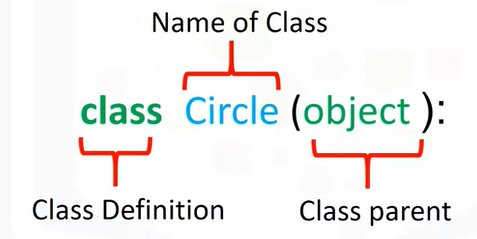 Name of Class
class Circle (object ):
Class Definition
Class parent